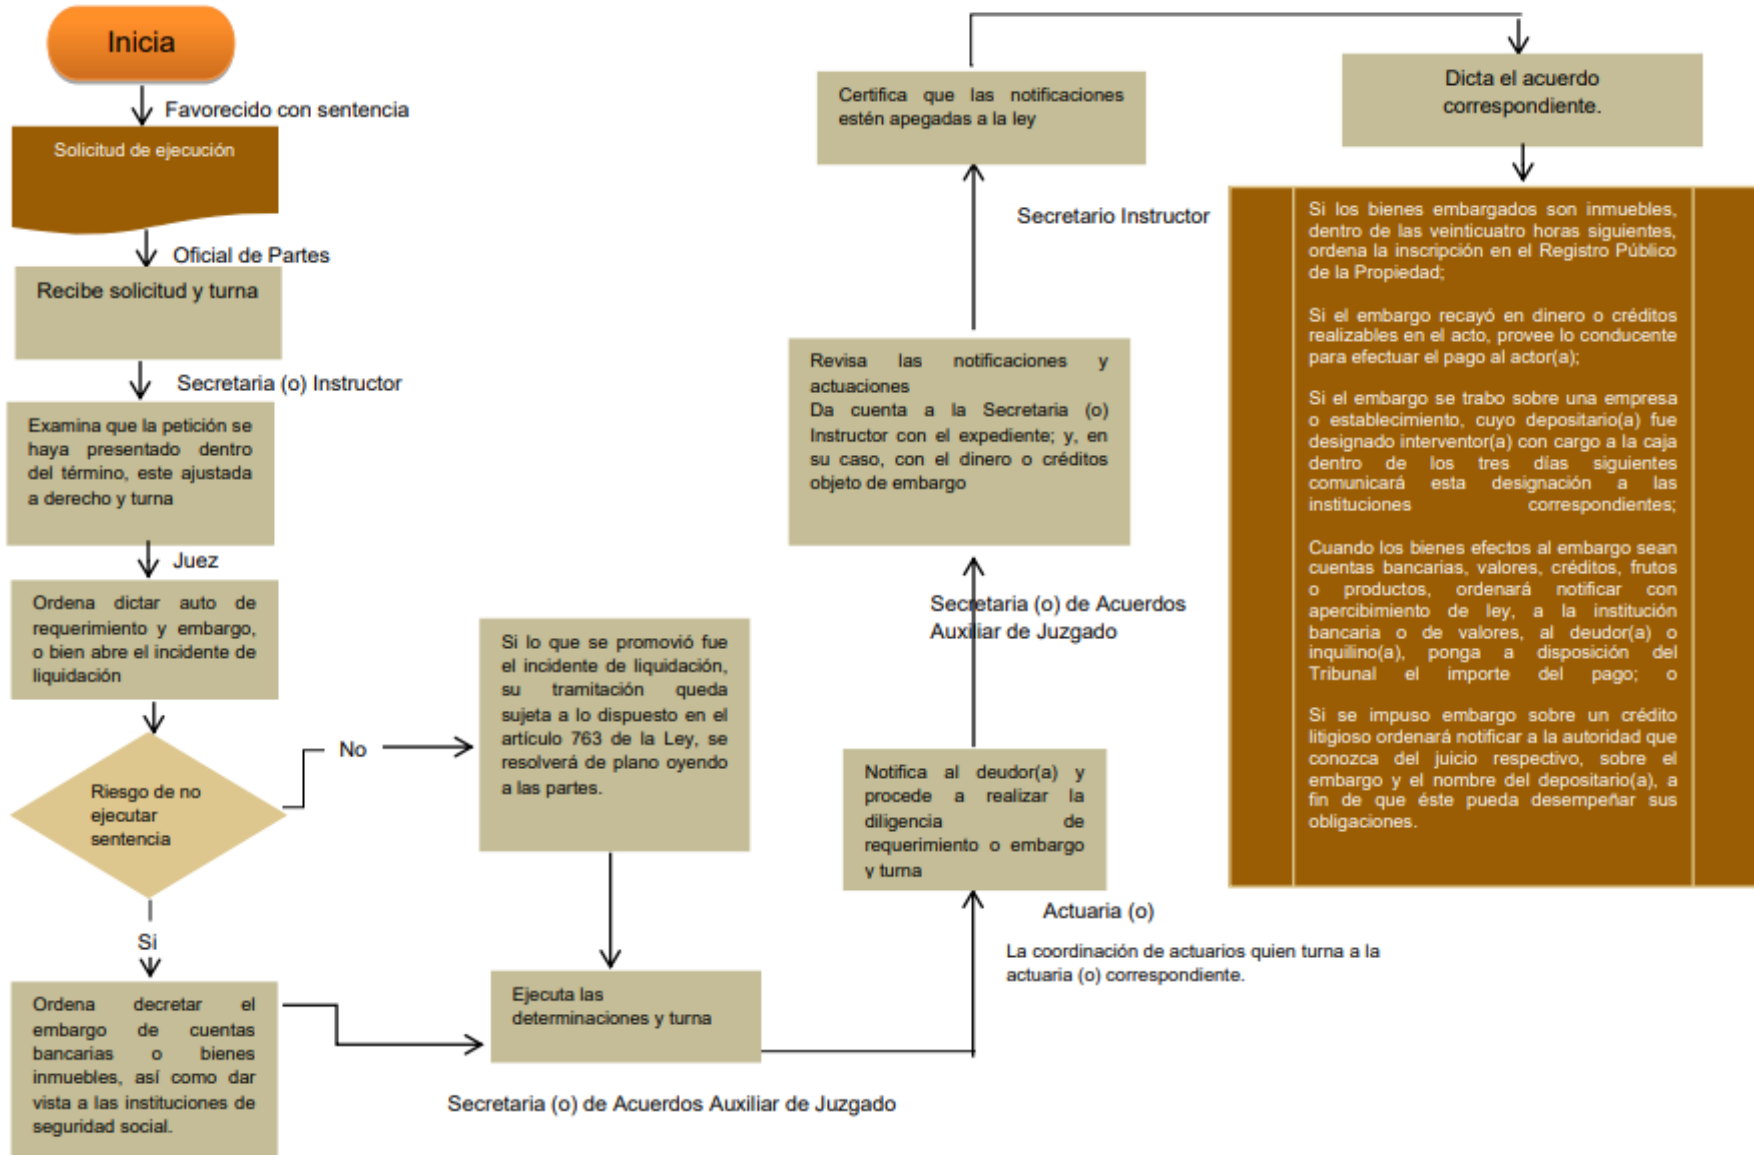 Inicia
Favorecido con sentencia
Solicitud de ejecución
Oficial de Partes
Recibe solicitud y turna
Secretaria (o) Instructor
Examina que la petición se
haya presentado dentro
del término, este ajustada
a derecho y turna
Juez
Ordena dictar auto de
requerimiento y embargo,
o bien abre el incidente de
liquidación
Riesgo de no
ejecutar
sentencia
No
Si
Ordena decretar el
embargo de cuentas
bancarias o bienes
inmuebles, así como dar
vista a las instituciones de
seguridad social.
Si lo que se promovió fue
el incidente de liquidación,
su tramitación queda
sujeta a lo dispuesto en el
artículo 763 de la Ley, se
resolverá de plano oyendo
a las partes.
Ejecuta las
determinaciones y turna
Secretaria (o) de Acuerdos Auxiliar de Juzgado
La coordinación de actuarios quien turna a la
actuaria (o) correspondiente.
Actuaria (o)
Notifica al deudor(a) y
procede a realizar la
diligencia de
requerimiento o embargo
y turna
Secretaria (o) de Acuerdos
Auxiliar de Juzgado
Revisa las notificaciones y
actuaciones
Da cuenta a la Secretaria (o)
Instructor con el expediente; y, en
su caso, con el dinero o créditos
objeto de embargo
Secretario Instructor
Certifica que las notificaciones
estén apegadas a la ley
Dicta el acuerdo
correspondiente.
Si los bienes embargados son inmuebles,
dentro de las veinticuatro horas siguientes,
ordena la inscripción en el Registro Público
de la Propiedad;
Si el embargo recayó en dinero o créditos
realizables en el acto, provee lo conducente
para efectuar el pago al actor(a);
Si el embargo se trabo sobre una empresa
o establecimiento, cuyo depositario(a) fue
designado interventor(a) con cargo a la caja
dentro de los tres días siguientes
comunicará esta designación a las
instituciones correspondientes;
Cuando los bienes efectos al embargo sean
cuentas bancarias, valores, créditos, frutos
o productos, ordenará notificar con
apercibimiento de ley, a la institución
bancaria o de valores, al deudor(a) o
inquilino(a), ponga a disposición del
Tribunal el importe del pago; o
Si se impuso embargo sobre un crédito
litigioso ordenará notificar a la autoridad que
conozca del juicio respectivo, sobre el
embargo y el nombre del depositario(a), a
fin de que éste pueda desempeñar sus
obligaciones.